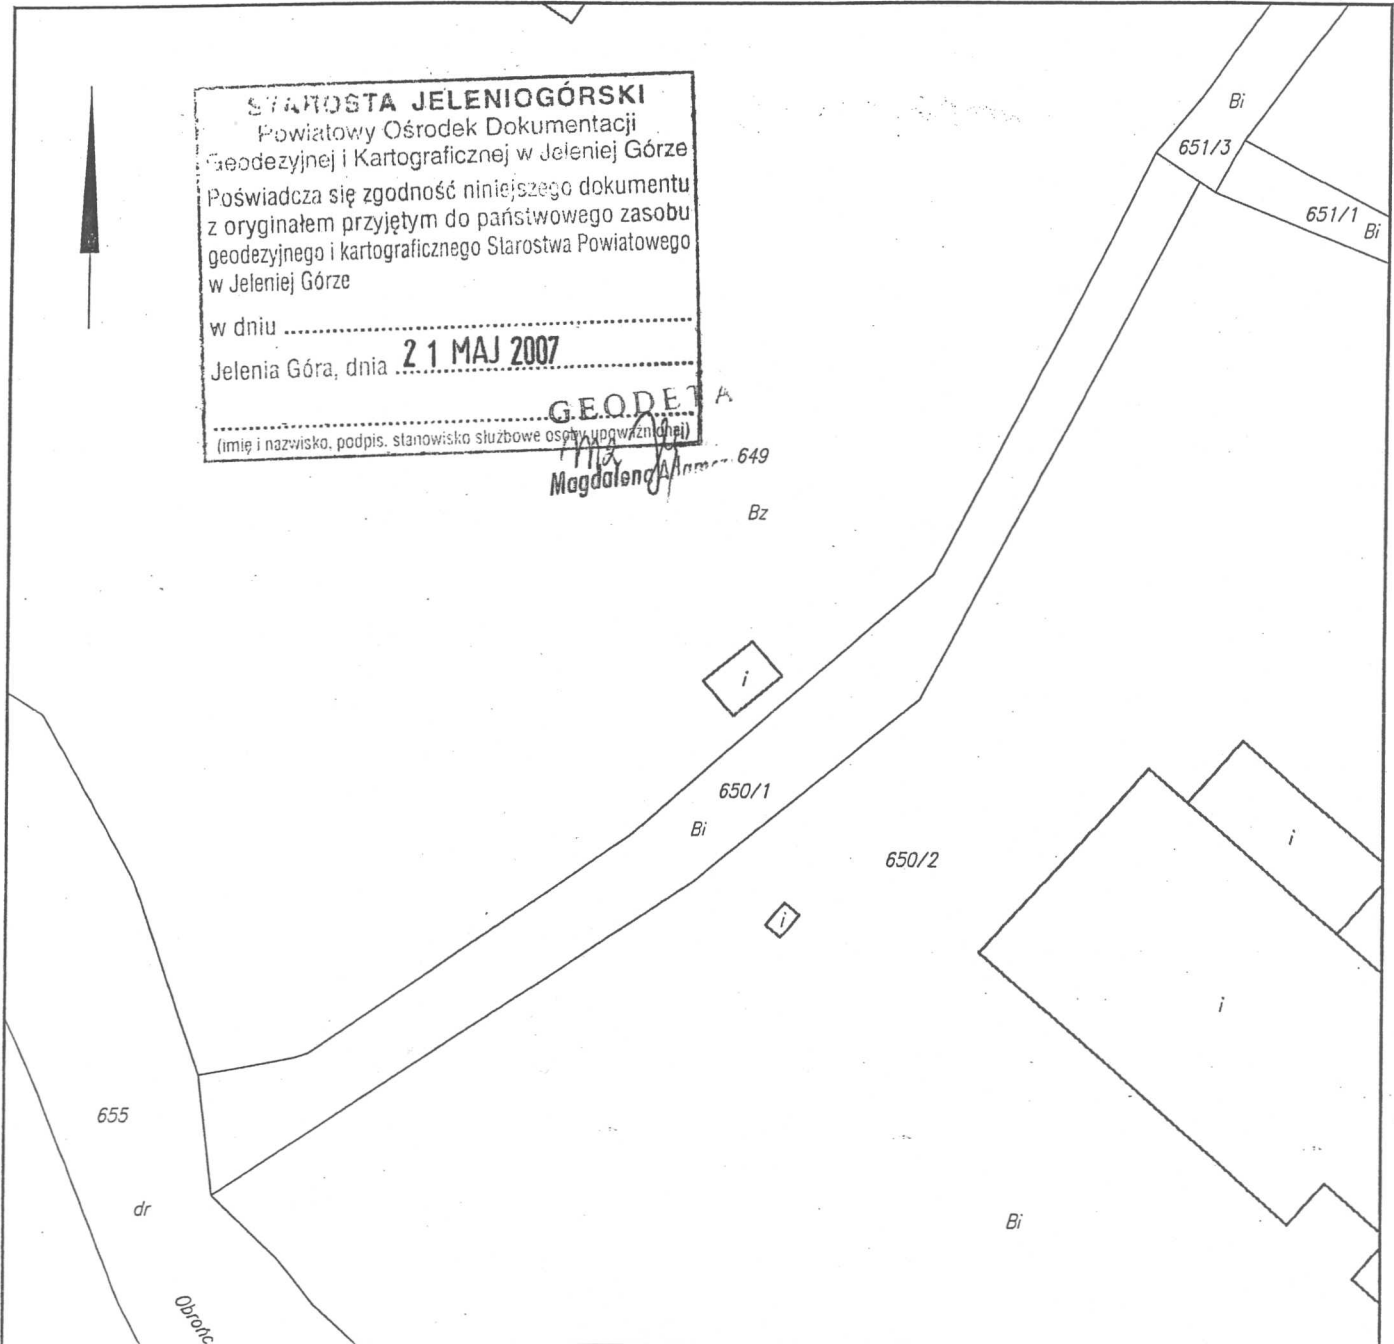 STAROSTA JELENIOGÓRSKI
Powiatowy Ośrodek Dokumentacji
Geodezyjnej i Kartograficznej w Jeleniej Górze
Poświadcza się zgodność niniejszego dokumentu
z oryginałem przyjętym do państwowego zasobu
geodezyjnego i kartograficznego Starostwa Powiatowego
w Jeleniej Górze
w dniu
Jelenia Góra, dnia 21 MAJ 2007
GEODETA
(imię i nazwisko, podpis, stanowisko służbowe osoby upoważnionej)
Magdalena
Bi
651/3
651/1
Bi
649
Bz
i
650/1
Bi
650/2
i
i
i
655
dr
Bi
Obrońc